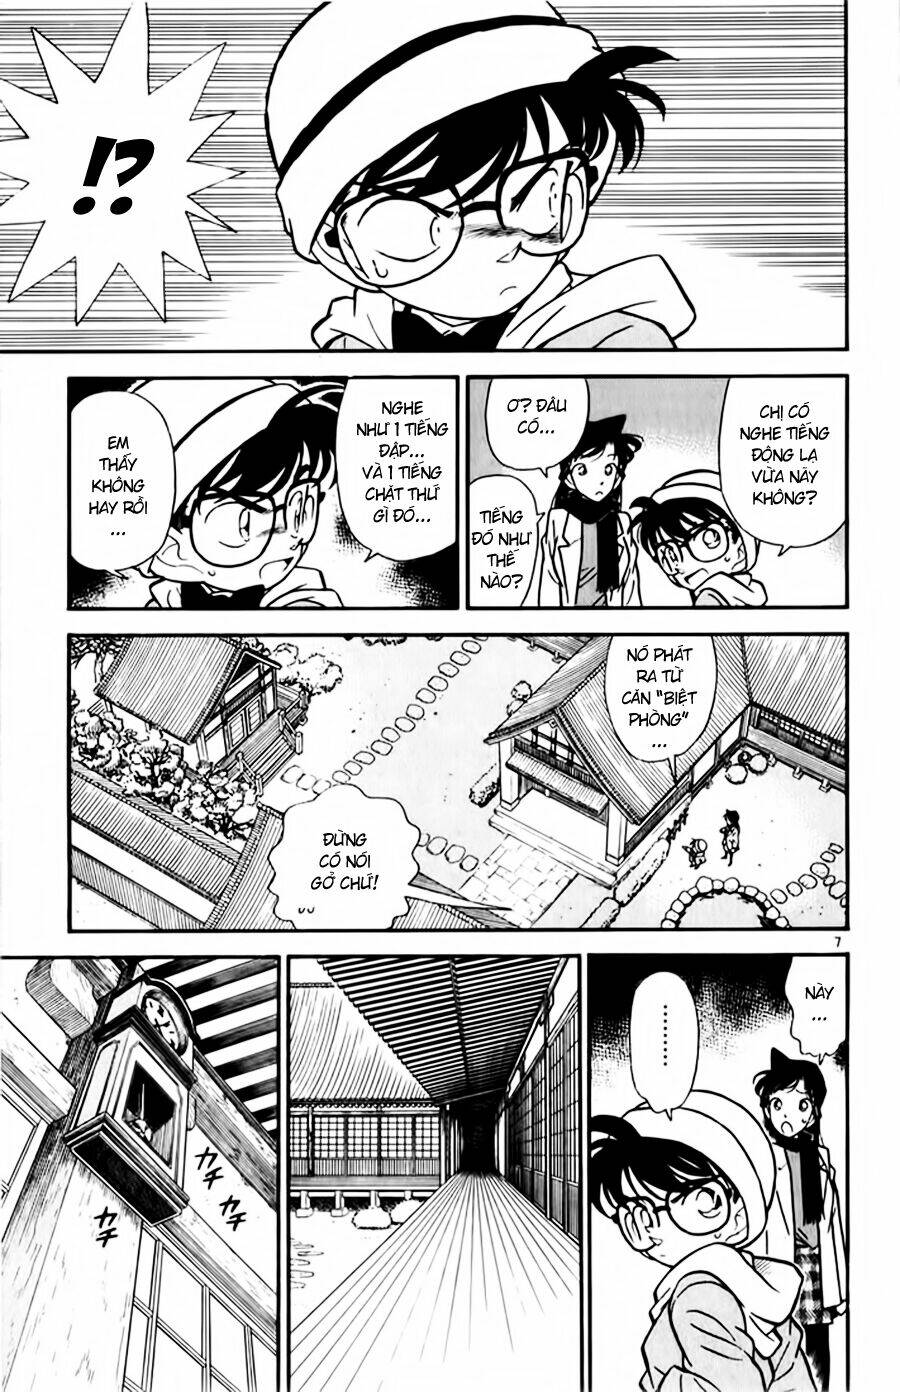 !?
CHỊ CÓ
NGHE TIẾNG
ĐỘNG LẠ
VỪA NÃY
KHÔNG?
Ơ? ĐÂU
CÓ...
TIẾNG
ĐÓ NHƯ
THẾ
NÀO?
NGHE
NHƯ 1 TIẾNG
ĐẬP...
VÀ 1 TIẾNG
CHẶT THỨ
GÌ ĐÓ...
EM
THẤY
KHÔNG
HAY RỒI
...
NÓ PHÁT
RA TỪ
CĂN "BIỆT
PHÒNG"
...
ĐỪNG
CÓ NÓI
GỞ CHỨ!
7
NÀY
...
.........
カチ
カチ
カチ